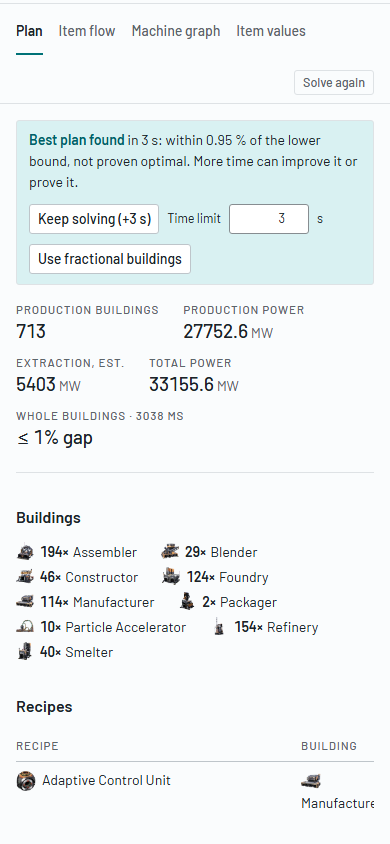 Plan Item flow Machine graph Item values
Solve again
Best plan found in 3 s: within 0.95 % of the lower
bound, not proven optimal. More time can improve it or
prove it.
Keep solving (+3 s) Time limit 3 s
Use fractional buildings
PRODUCTION BUILDINGS PRODUCTION POWER
713 27752.6 MW
EXTRACTION, EST. TOTAL POWER
5403 MW 33155.6 MW
WHOLE BUILDINGS · 3038 MS
≤ 1% gap
Buildings
194× Assembler 29× Blender
46× Constructor 124× Foundry
114× Manufacturer 2× Packager
10× Particle Accelerator 154× Refinery
40× Smelter
Recipes
RECIPE BUILDING
Adaptive Control Unit
Manufacture